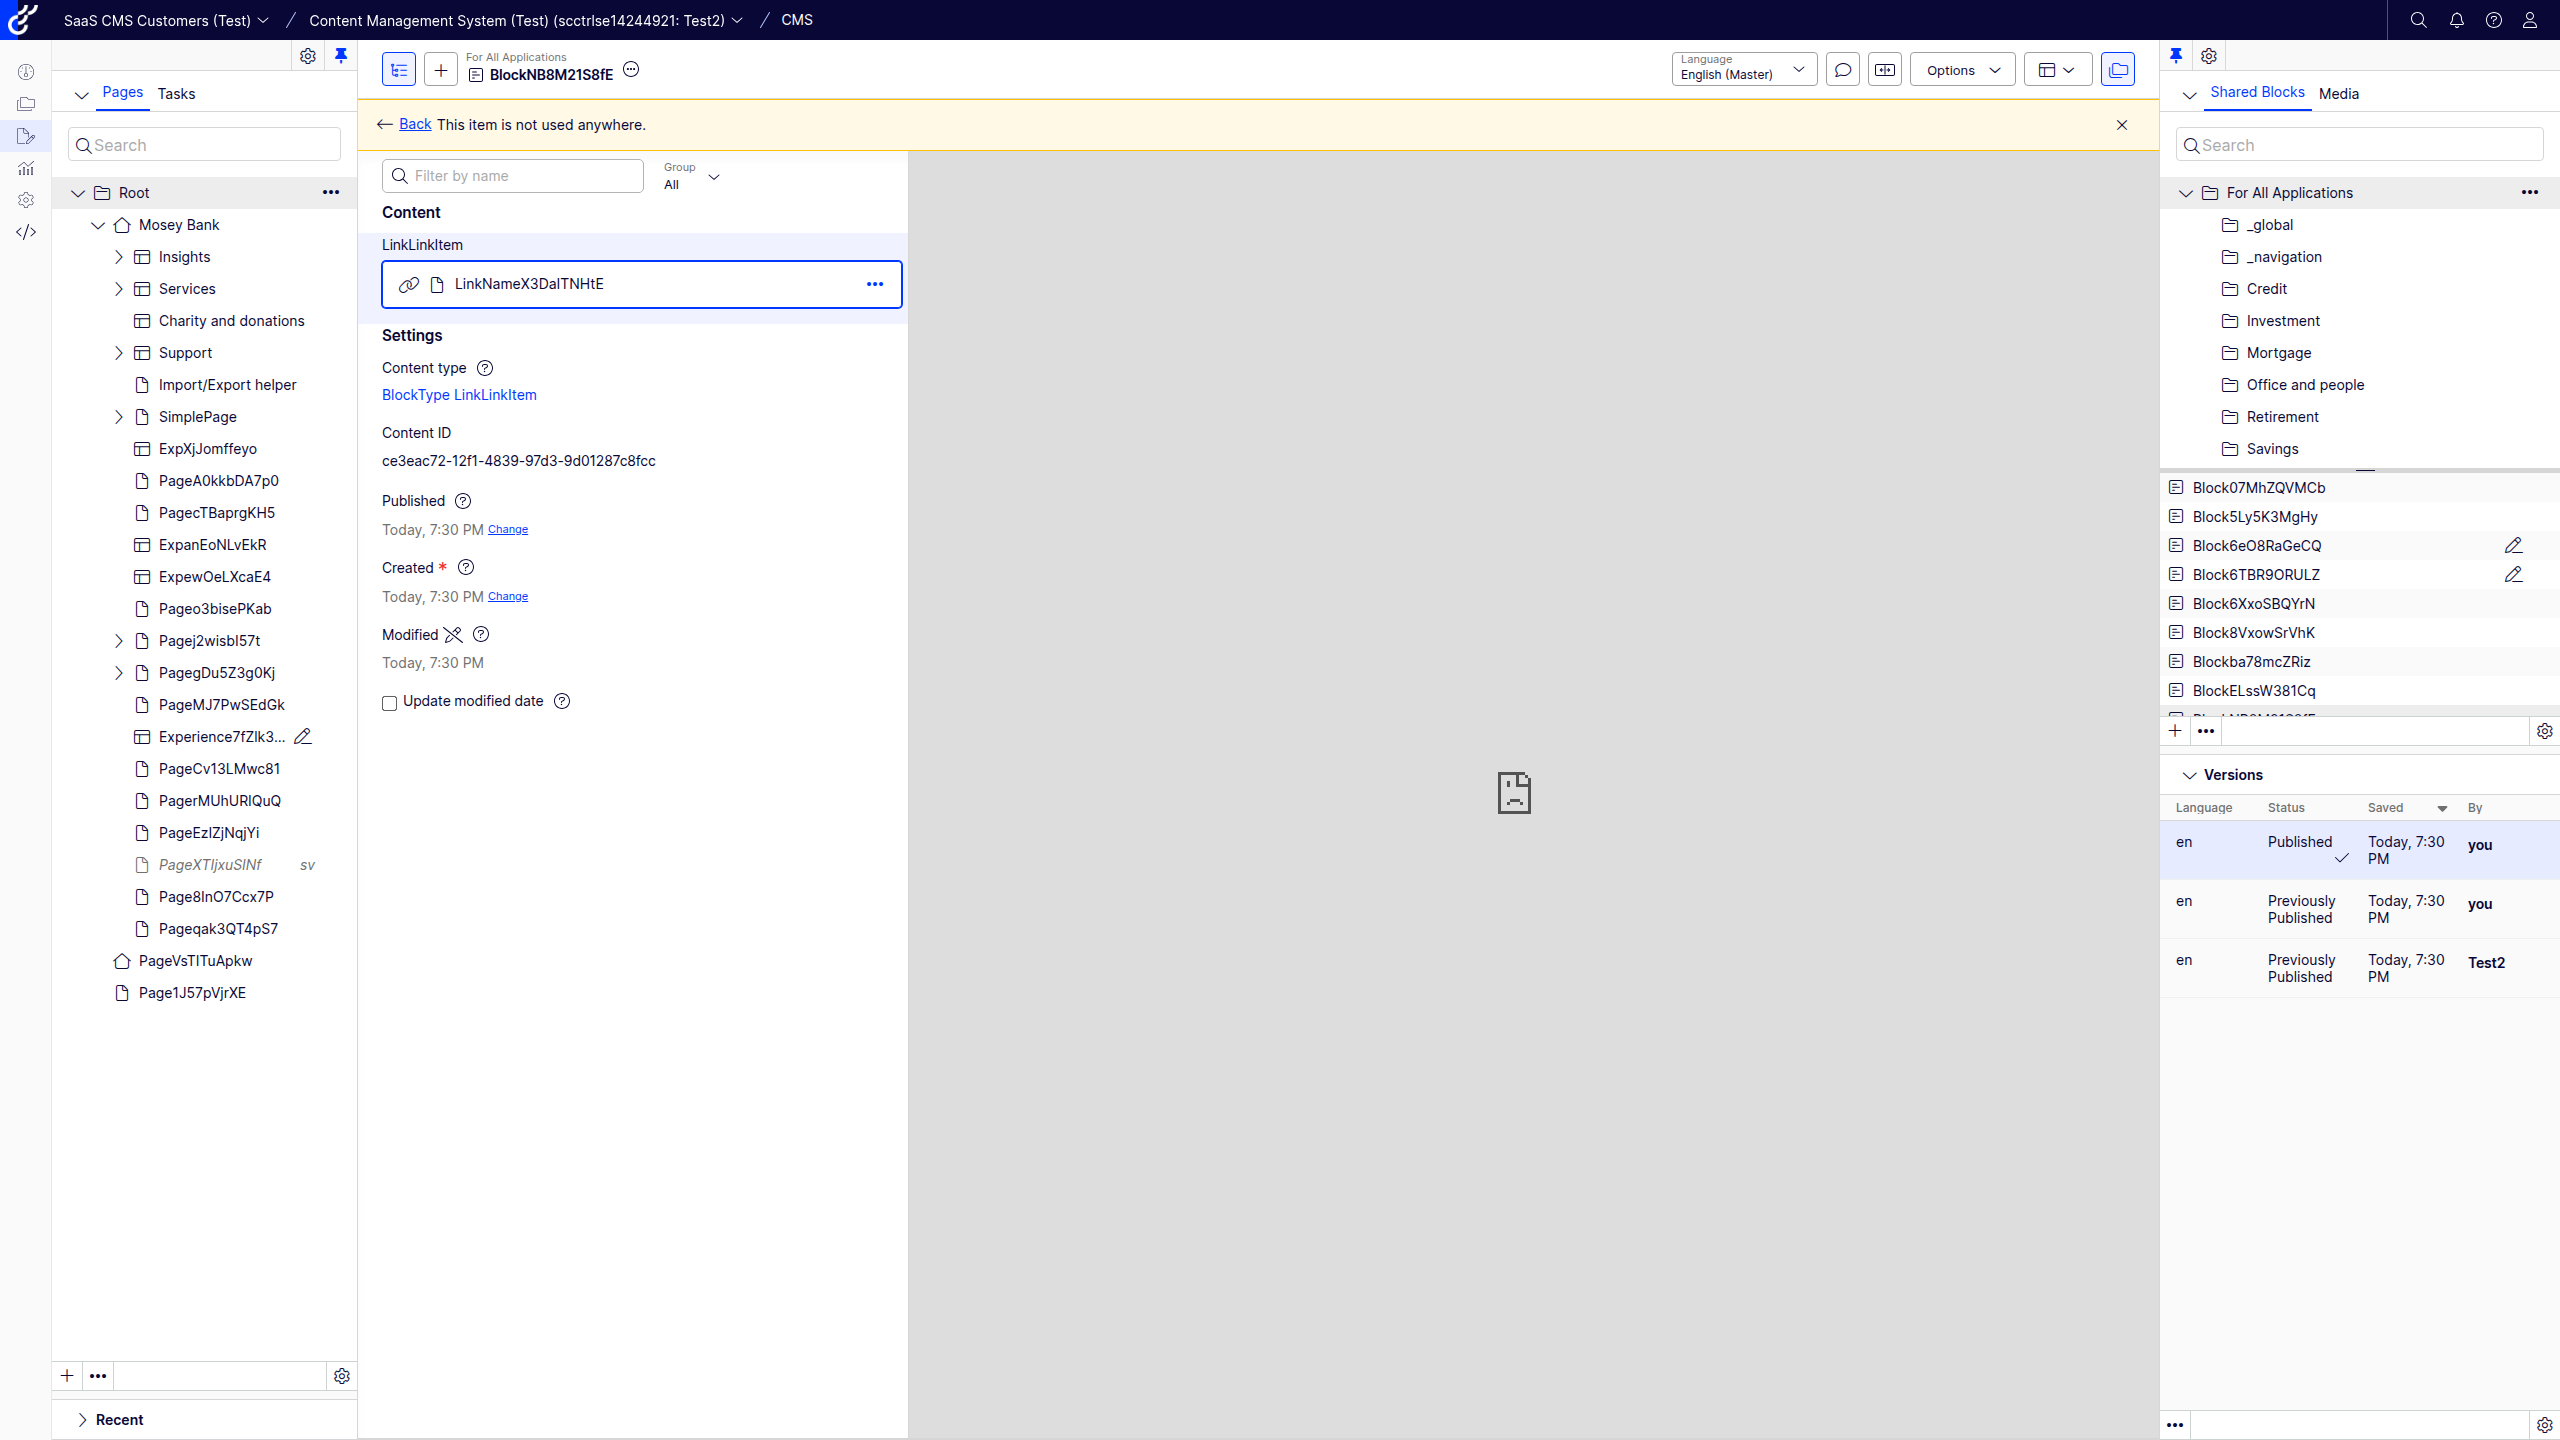 SaaS CMS Customers (Test)
Content Management System (Test) (scctrlse14244921: Test2)
CMS
Pages
Tasks
Search
Root
Mosey Bank
Insights
Services
Charity and donations
Support
Import/Export helper
SimplePage
ExpXjJomffeyo
PageA0kkbDA7p0
PagecTBaprgKH5
ExpanEoNLvEkR
ExpewOeLXcaE4
Pageo3bisePKab
Pagej2wisbI57t
PagegDu5Z3g0Kj
PageMJ7PwSEdGk
Experience7fZIk3...
PageCv13LMwc81
PagerMUhURIQuQ
PageEzIZjNqjYi
PageXTIjxuSINf sv
Page8InO7Ccx7P
Pageqak3QT4pS7
PageVsTITuApkw
Page1J57pVjrXE
Recent
For All Applications
BlockNB8M21S8fE
Language
English (Master)
Options
Back This item is not used anywhere.
Filter by name
Group
All
Content
LinkLinkItem
LinkNameX3DalTNHtE
Settings
Content type
BlockType LinkLinkItem
Content ID
ce3eac72-12f1-4839-97d3-9d01287c8fcc
Published
Today, 7:30 PM Change
Created *
Today, 7:30 PM Change
Modified
Today, 7:30 PM
Update modified date
Shared Blocks
Media
Search
For All Applications
_global
_navigation
Credit
Investment
Mortgage
Office and people
Retirement
Savings
Block07MhZQVMCb
Block5Ly5K3MgHy
Block6eO8RaGeCQ
Block6TBR9ORULZ
Block6XxoSBQYrN
Block8VxowSrVhK
Blockba78mcZRiz
BlockELssW381Cq
Versions
Language Status Saved By
en Published Today, 7:30 PM you
en Previously Published Today, 7:30 PM you
en Previously Published Today, 7:30 PM Test2